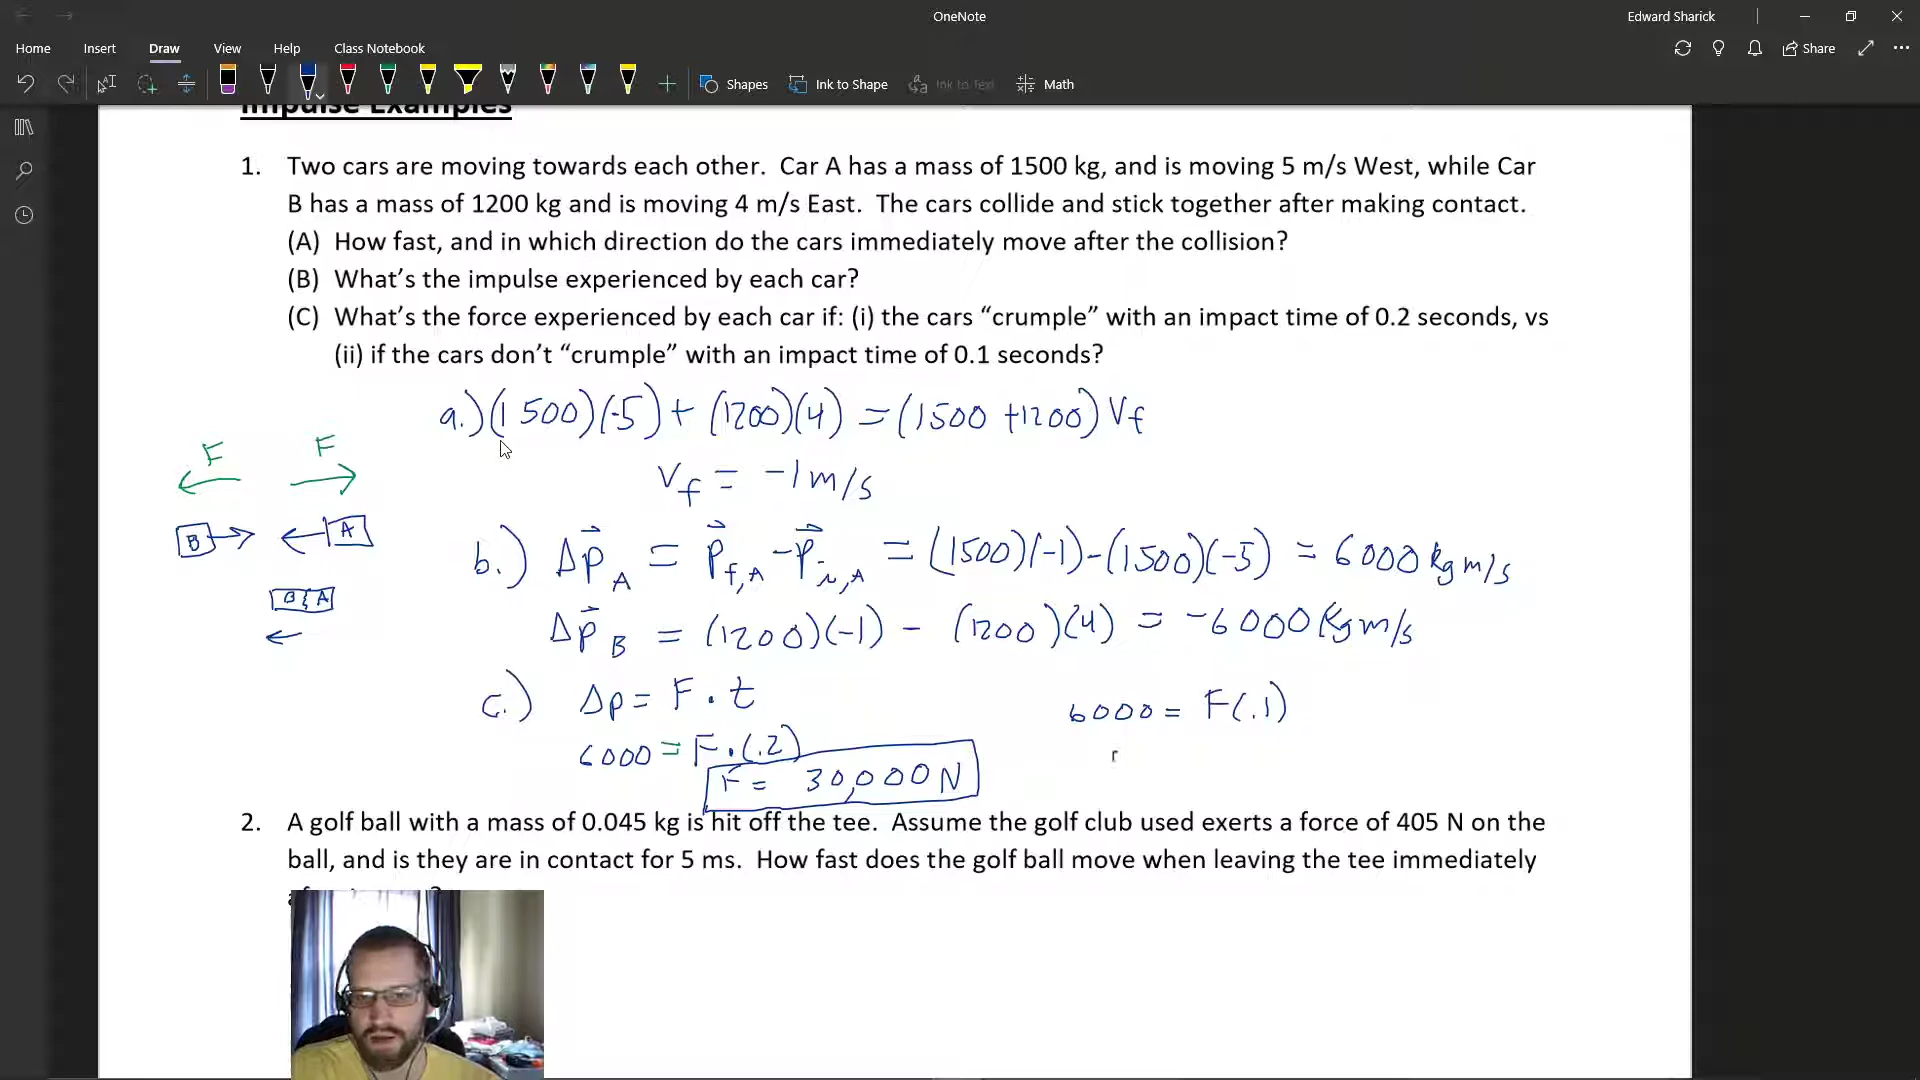 OneNote
Edward Sharick
Home Insert Draw View Help Class Notebook
Share
Shapes Ink to Shape Ink to Text Math
Impulse Examples
1. Two cars are moving towards each other. Car A has a mass of 1500 kg, and is moving 5 m/s West, while Car
B has a mass of 1200 kg and is moving 4 m/s East. The cars collide and stick together after making contact.
(A) How fast, and in which direction do the cars immediately move after the collision?
(B) What’s the impulse experienced by each car?
(C) What’s the force experienced by each car if: (i) the cars “crumple” with an impact time of 0.2 seconds, vs
(ii) if the cars don’t “crumple” with an impact time of 0.1 seconds?
a.) (1500)(-5) + (1200)(4) = (1500 + 1200) Vf
F F
Vf = -1 m/s
B A
b.) Δp⃗A = p⃗f,A - p⃗i,A = (1500)(-1) - (1500)(-5) = 6000 kg m/s
B A
Δp⃗B = (1200)(-1) - (1200)(4) = -6000 kg m/s
c.) Δp = F · t
6000 = F(.1)
6000 = F · (.2)
F = 30,000 N
2. A golf ball with a mass of 0.045 kg is hit off the tee. Assume the golf club used exerts a force of 405 N on the
ball, and is they are in contact for 5 ms. How fast does the golf ball move when leaving the tee immediately